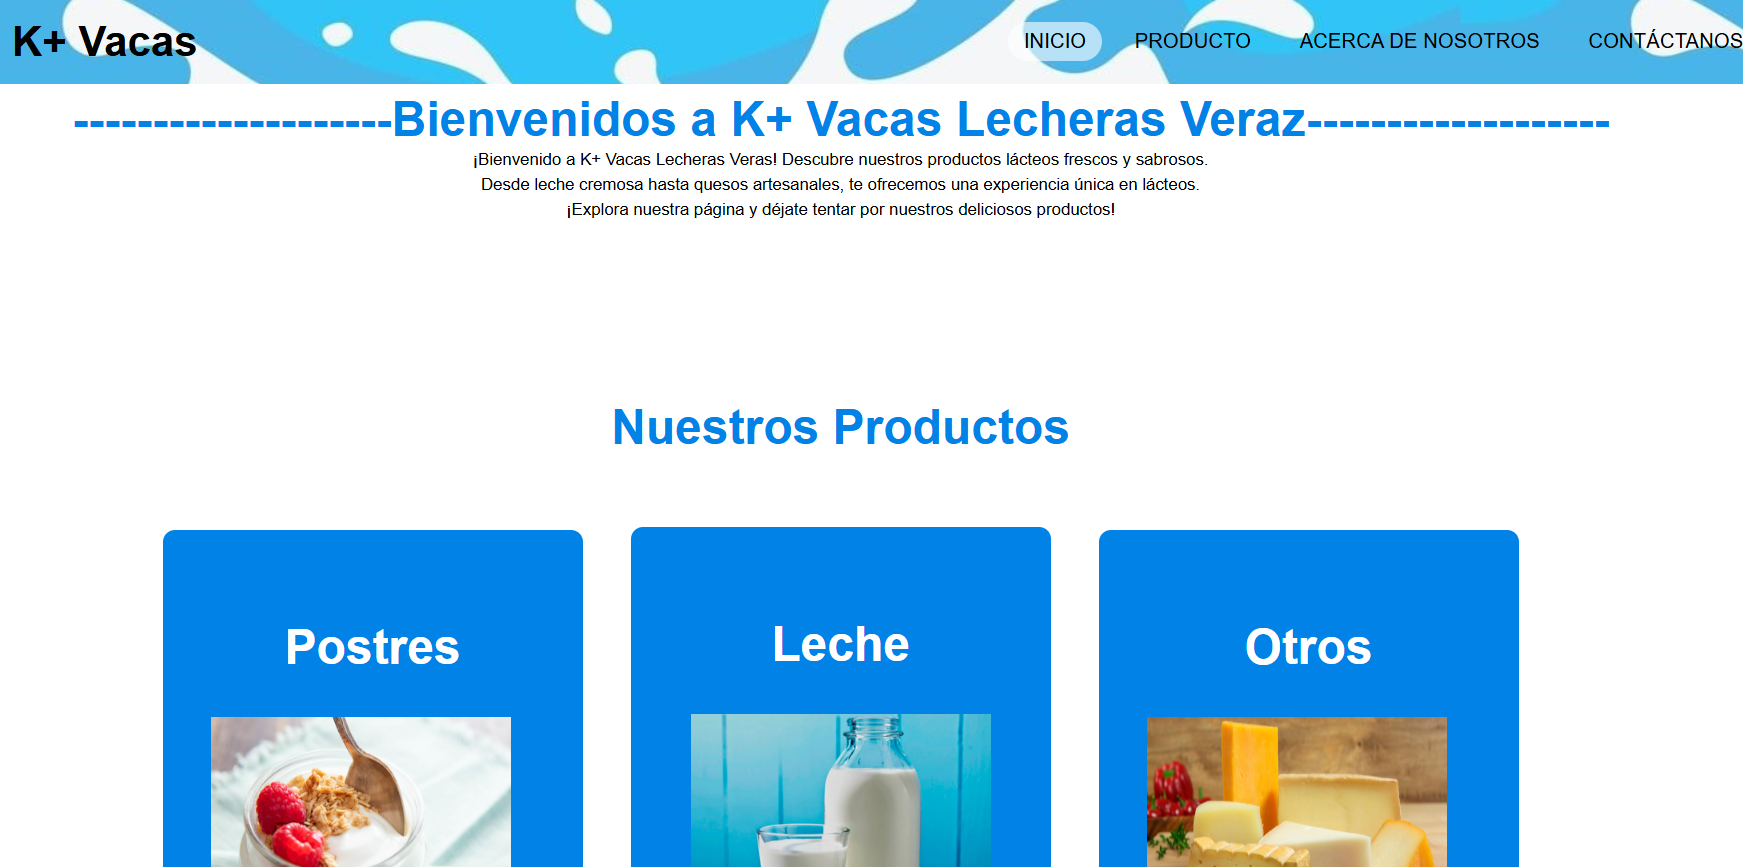 K+ Vacas
INICIO PRODUCTO ACERCA DE NOSOTROS CONTÁCTANOS
--------------------Bienvenidos a K+ Vacas Lecheras Veraz-------------------
¡Bienvenido a K+ Vacas Lecheras Veras! Descubre nuestros productos lácteos frescos y sabrosos.
Desde leche cremosa hasta quesos artesanales, te ofrecemos una experiencia única en lácteos.
¡Explora nuestra página y déjate tentar por nuestros deliciosos productos!
Nuestros Productos
Postres
Leche
Otros